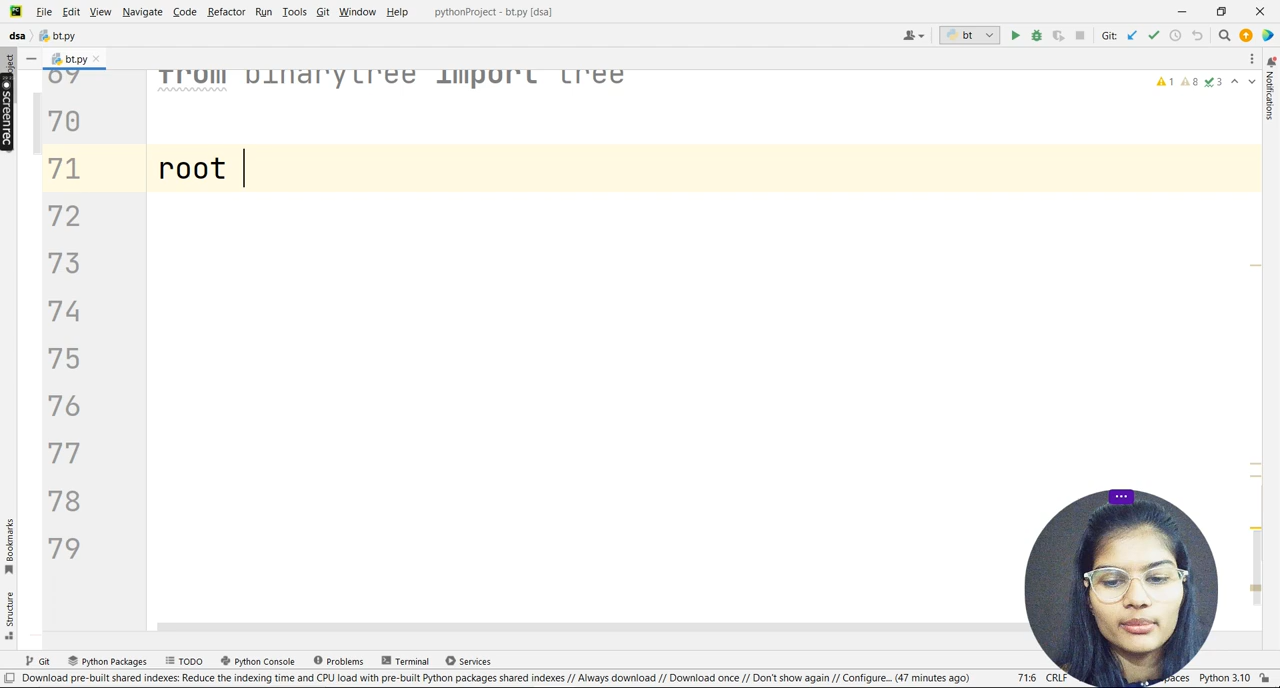 File Edit View Navigate Code Refactor Run Tools Git Window Help pythonProject - bt.py [dsa]
dsa bt.py bt Git:
bt.py
69 from binarytree import tree
1 8 3
70
71 root
72
73
74
75
76
77
78
79
Project
screenrec
Bookmarks
Structure
Notifications
Git Python Packages TODO Python Console Problems Terminal Services
Download pre-built shared indexes: Reduce the indexing time and CPU load with pre-built Python packages shared indexes // Always download // Download once // Don't show again // Configure... (47 minutes ago) 71:6 CRLF Python 3.10